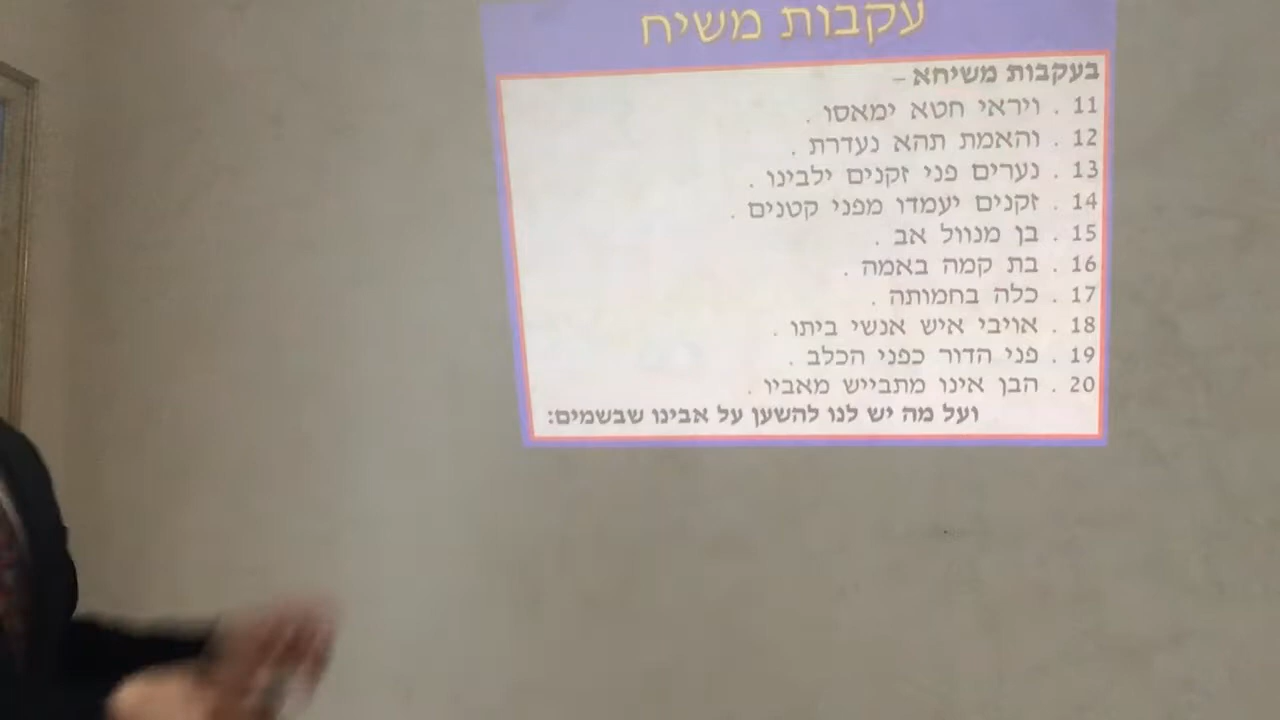 עקבות משיח
בעקבות משיחא –
11 . ויראי חטא ימאסו .
12 . והאמת תהא נעדרת .
13 . נערים פני זקנים ילבינו .
14 . זקנים יעמדו מפני קטנים .
15 . בן מנוול אב .
16 . בת קמה באמה .
17 . כלה בחמותה .
18 . אויבי איש אנשי ביתו .
19 . פני הדור כפני הכלב .
20 . הבן אינו מתבייש מאביו .
ועל מה יש לנו להשען על אבינו שבשמים: